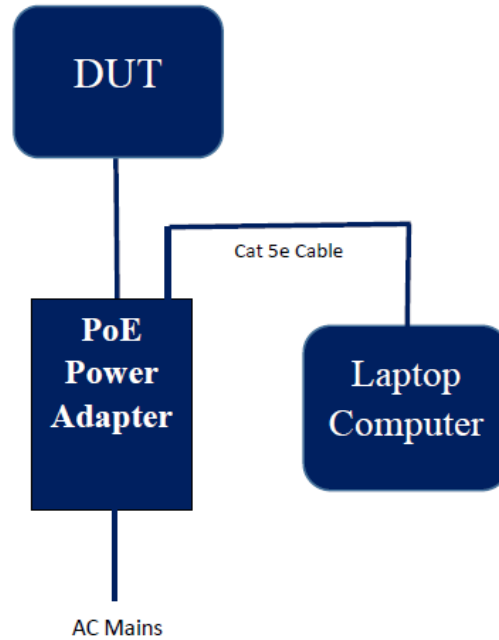 DUT
Cat 5e Cable
PoE
Power
Adapter
Laptop
Computer
AC Mains